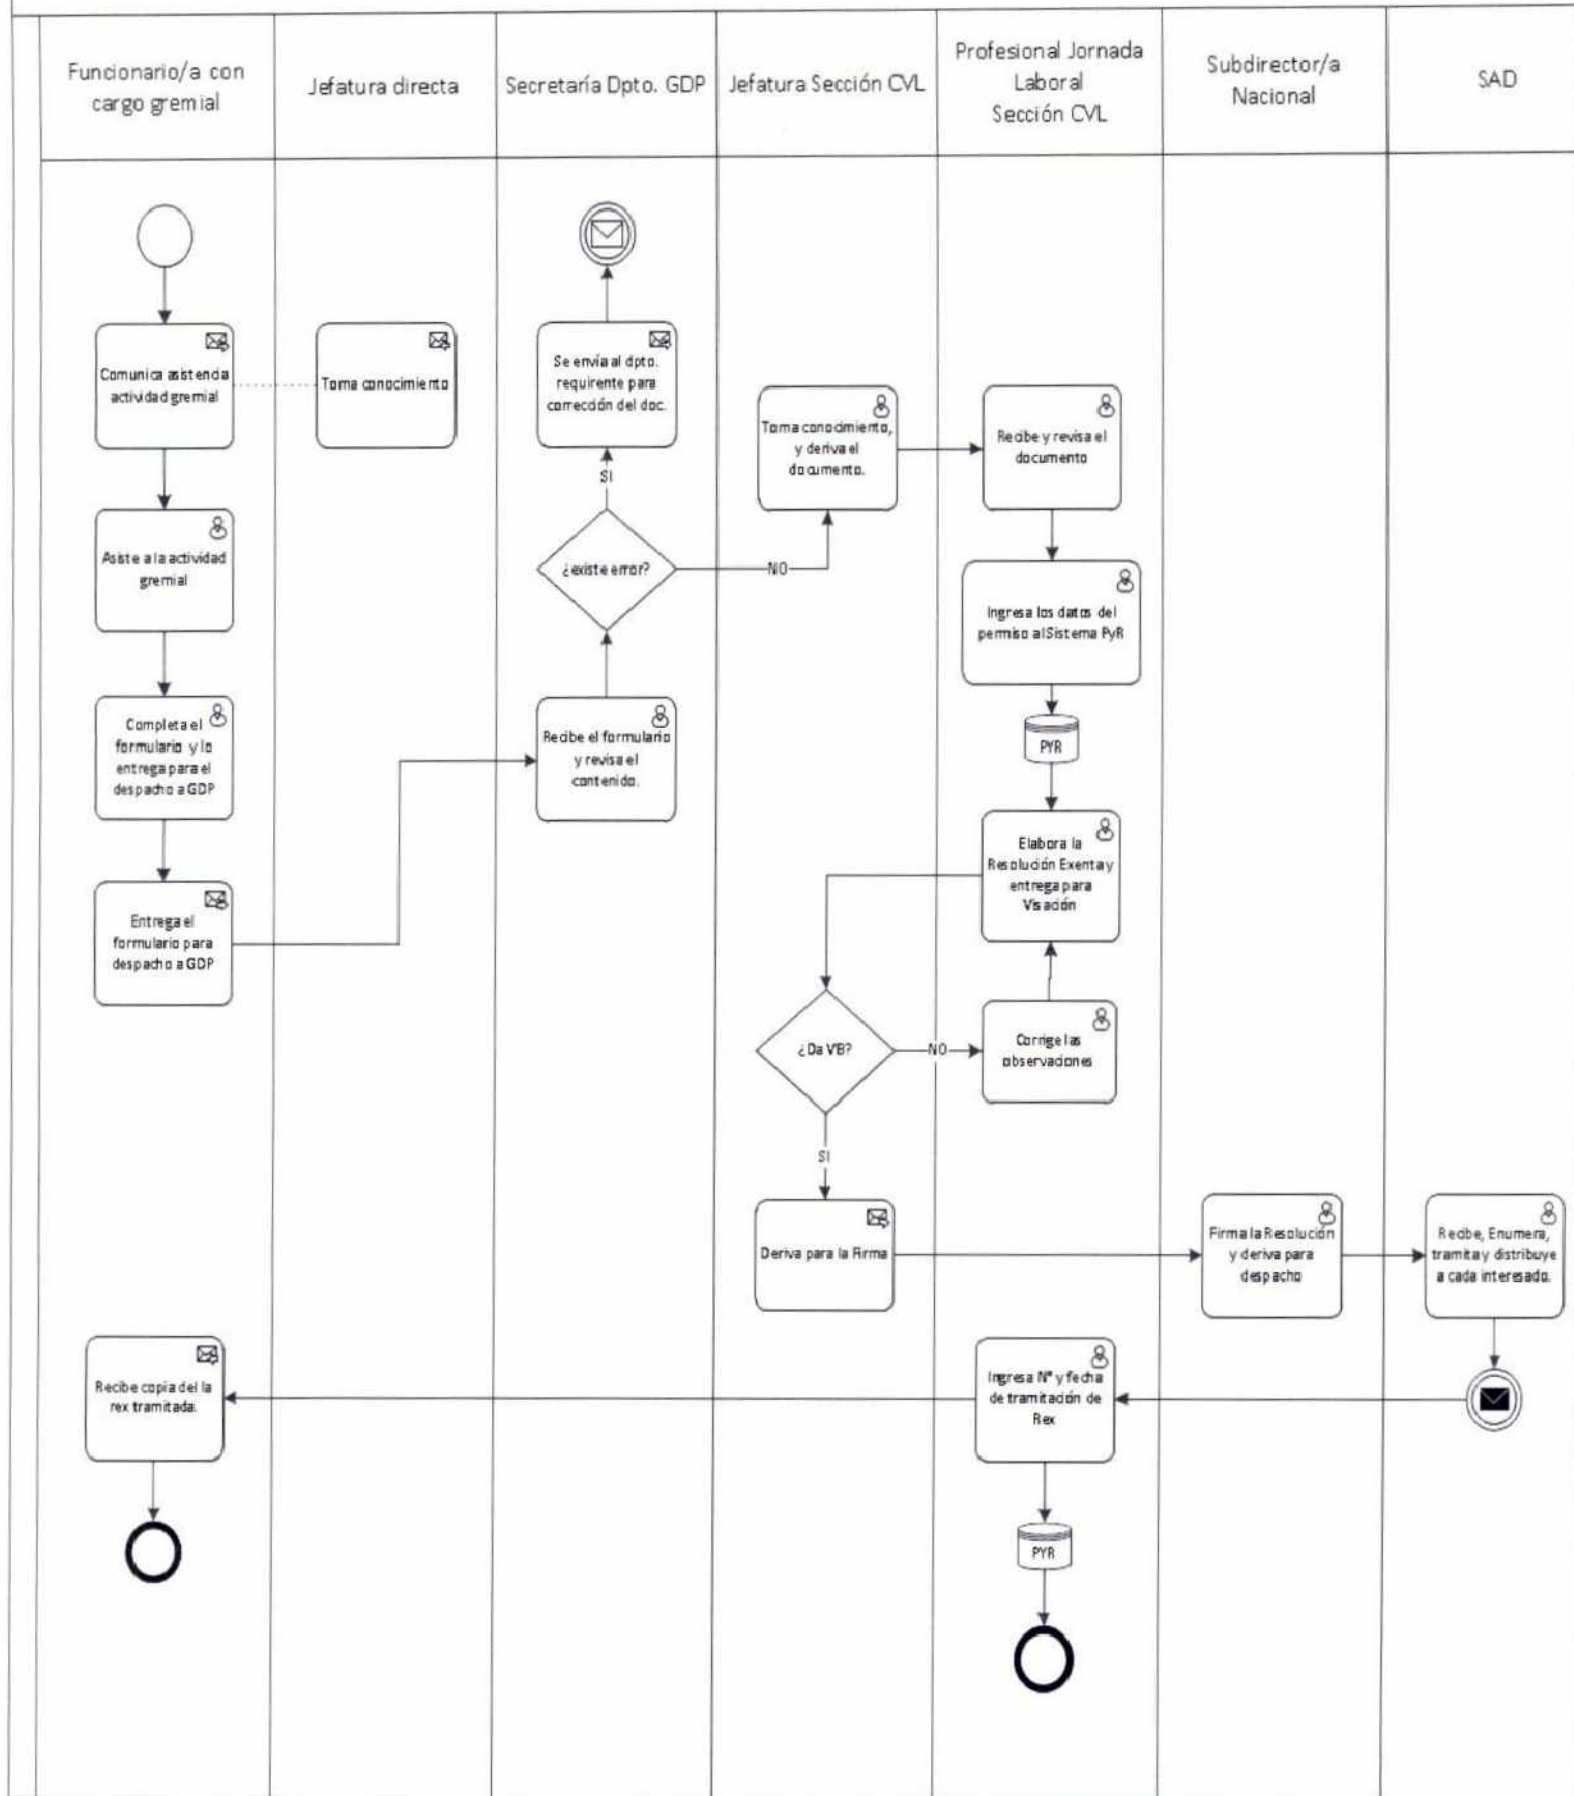 Funcionario/a con
cargo gremial
Jefatura directa
Secretaría Dpto. GDP
Jefatura Sección CVL
Profesional Jornada
Laboral
Sección CVL
Subdirector/a
Nacional
SAD
Comunica asistencia
actividad gremial
Toma conocimiento
Se envía al dpto.
requirente para
corrección del doc.
SI
¿existe error?
NO
Toma conocimiento,
y deriva el
documento.
Recibe y revisa el
documento
Asiste a la actividad
gremial
Ingresa los datos del
permiso al Sistema PyR
PYR
Completa el
formulario y lo
entrega para el
despacho a GDP
Recibe el formulario
y revisa el
contenido.
Elabora la
Resolución Exenta y
entrega para
Visación
Entrega el
formulario para
despacho a GDP
¿Da V°B?
NO
Corrige las
observaciones
SI
Deriva para la Firma
Firma la Resolución
y deriva para
despacho
Recibe, Enumera,
tramita y distribuye
a cada interesado.
Recibe copia del la
rex tramitada.
Ingresa N° y fecha
de tramitación de
Rex
PYR